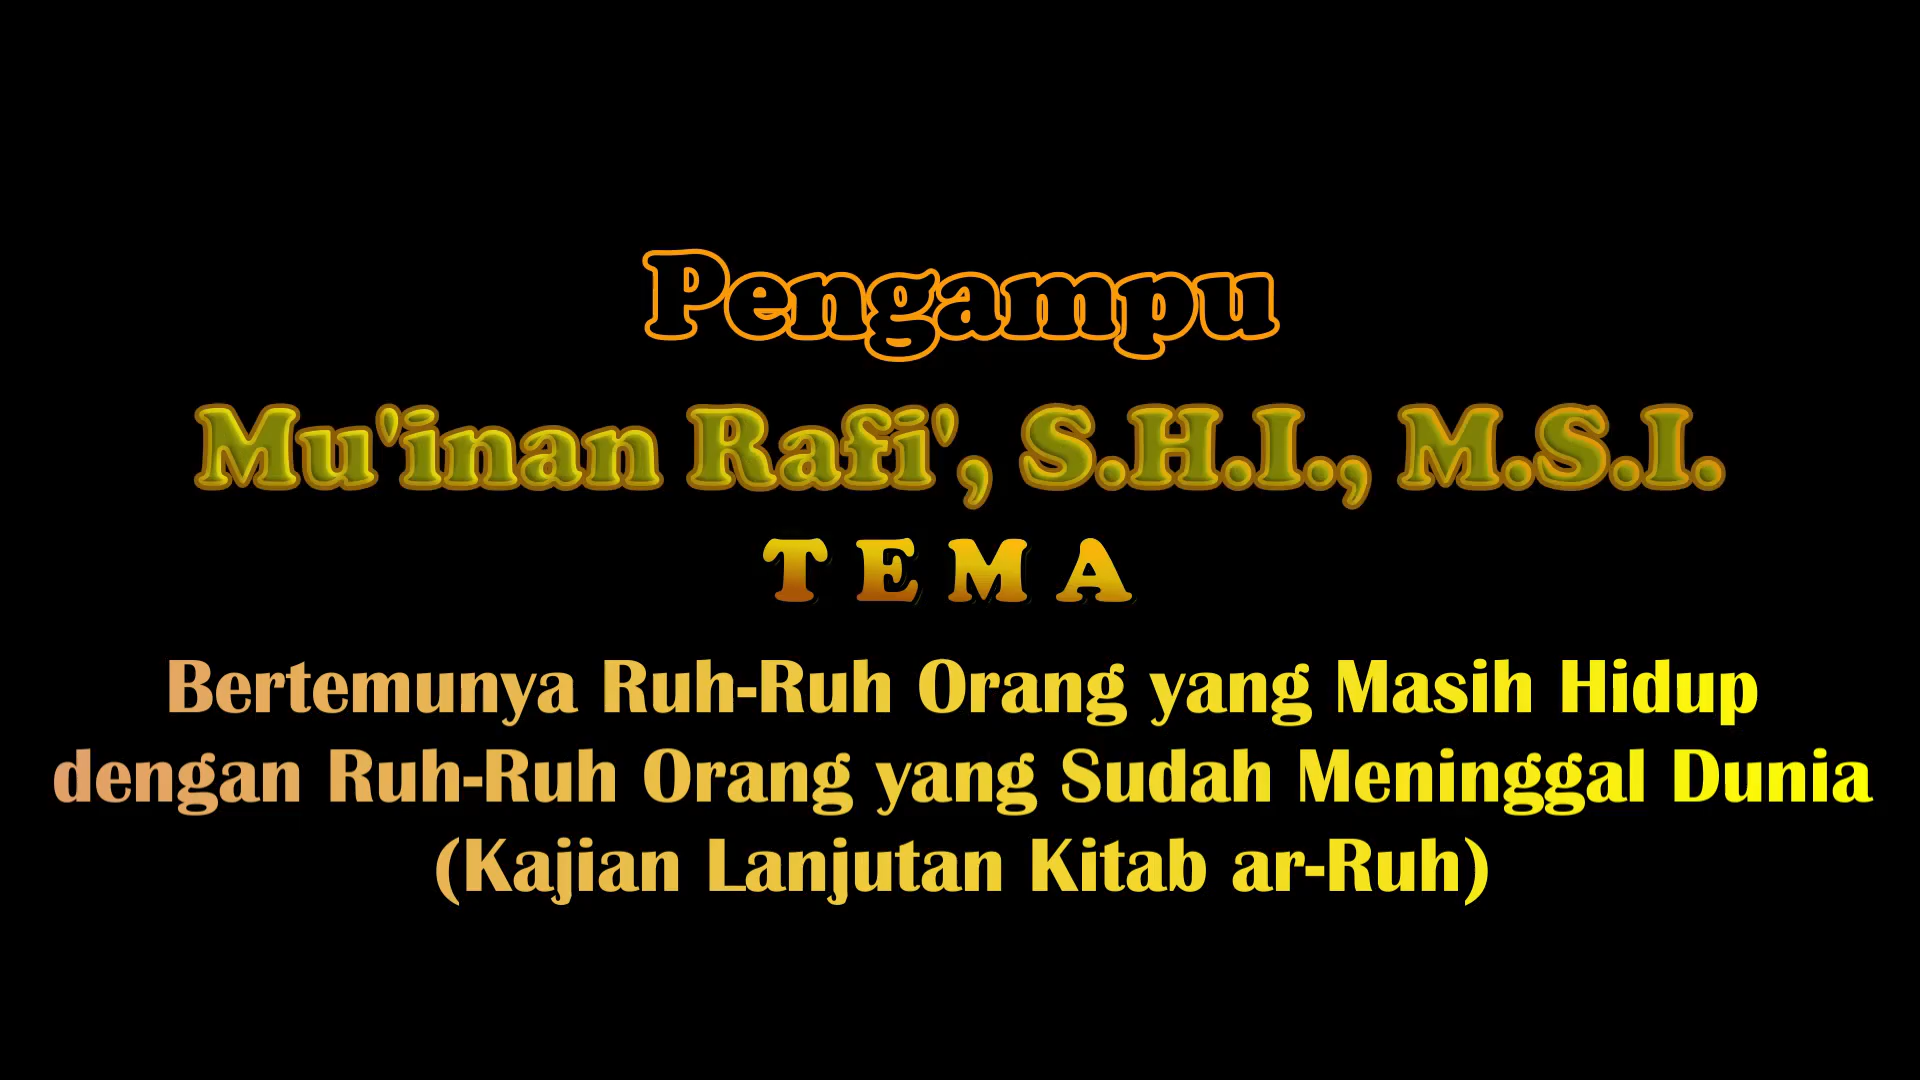 Pengampu
Mu'inan Rafi', S.H.I., M.S.I.
TEMA
Bertemunya Ruh-Ruh Orang yang Masih Hidup
dengan Ruh-Ruh Orang yang Sudah Meninggal Dunia
(Kajian Lanjutan Kitab ar-Ruh)